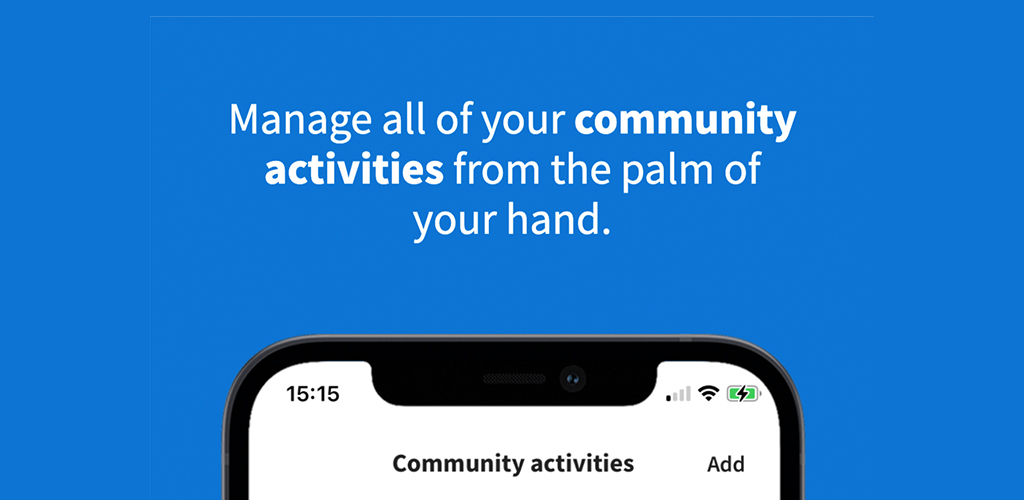 Manage all of your community
activities from the palm of
your hand.
15:15
Community activities Add